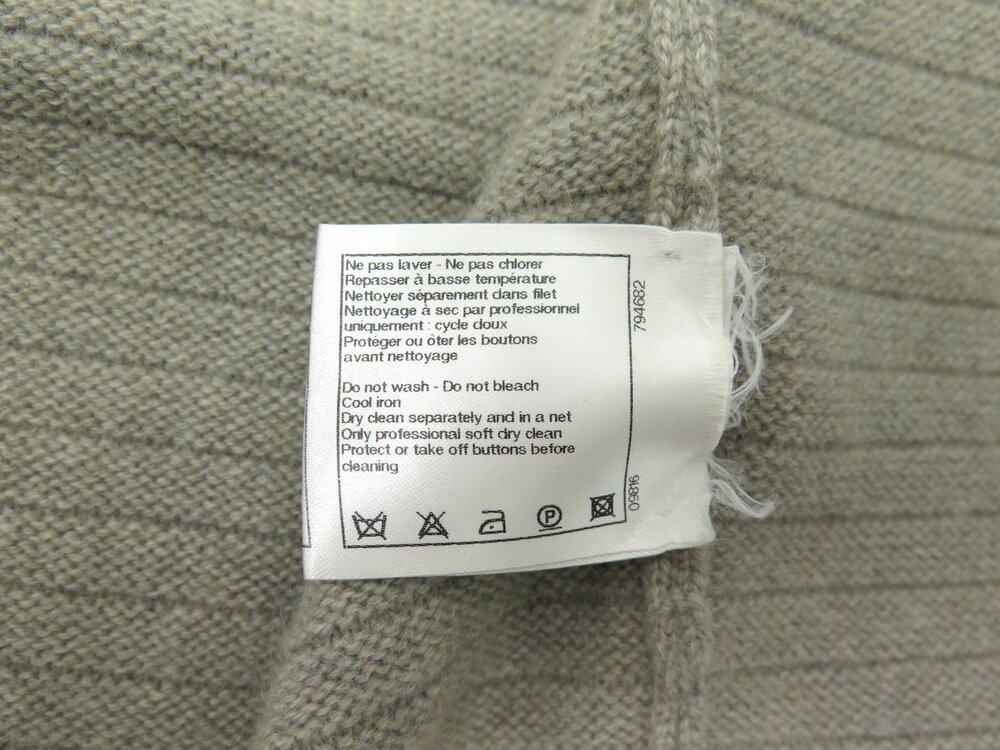 Ne pas laver - Ne pas chlorer
Repasser à basse température
Nettoyer séparement dans filet
Nettoyage à sec par professionnel
uniquement : cycle doux
Protéger ou ôter les boutons
avant nettoyage
Do not wash - Do not bleach
Cool iron
Dry clean separately and in a net
Only professional soft dry clean
Protect or take off buttons before
cleaning
P
794682
09816